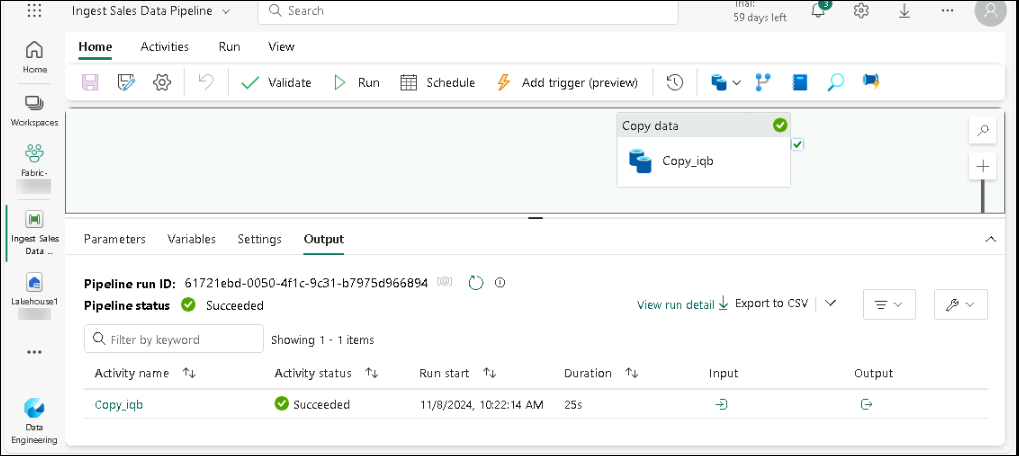 Ingest Sales Data Pipeline
Search
Trial:
59 days left
3
Home
Activities
Run
View
Validate
Run
Schedule
Add trigger (preview)
Home
Workspaces
Fabric-
Ingest Sales
Data ...
Lakehouse1
Data
Engineering
Copy data
Copy_iqb
Parameters
Variables
Settings
Output
Pipeline run ID: 61721ebd-0050-4f1c-9c31-b7975d966894
Pipeline status Succeeded
View run detail
Export to CSV
Filter by keyword
Showing 1 - 1 items
Activity name
Activity status
Run start
Duration
Input
Output
Copy_iqb
Succeeded
11/8/2024, 10:22:14 AM
25s